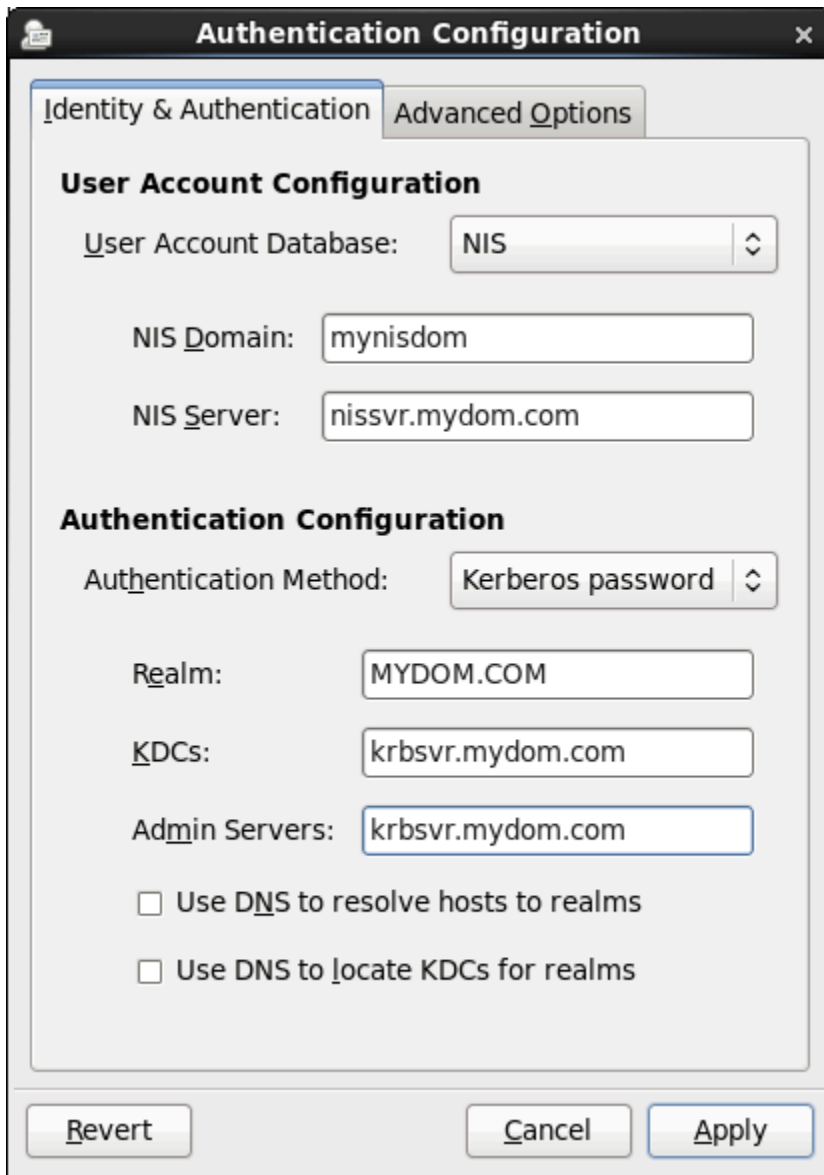 Authentication Configuration
Identity & Authentication
Advanced Options
User Account Configuration
User Account Database: NIS
NIS Domain: mynisdom
NIS Server: nissvr.mydom.com
Authentication Configuration
Authentication Method: Kerberos password
Realm: MYDOM.COM
KDCs: krbsvr.mydom.com
Admin Servers: krbsvr.mydom.com
Use DNS to resolve hosts to realms
Use DNS to locate KDCs for realms
Revert Cancel Apply